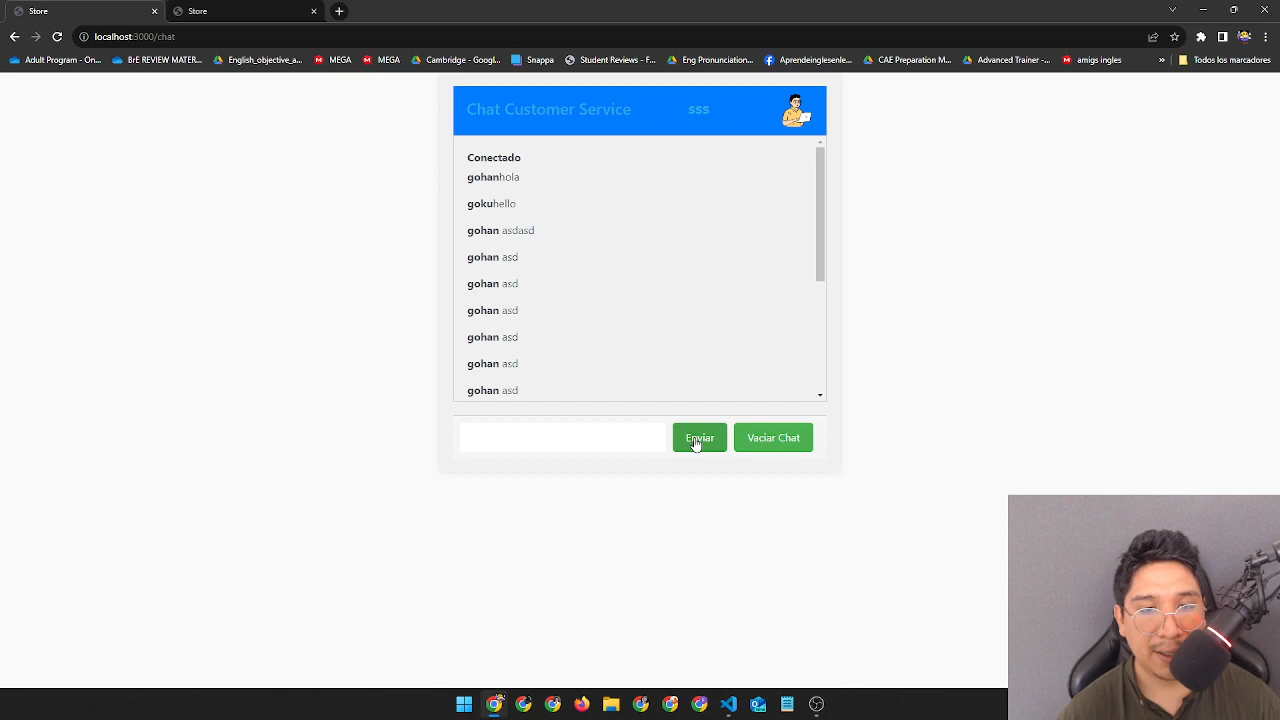 Store
Store
localhost:3000/chat
Adult Program - On...
BrE REVIEW MATER...
English_objective_a...
MEGA
MEGA
Cambridge - Googl...
Snappa
Student Reviews - F...
Eng Pronunciation...
Aprendeinglesenle...
CAE Preparation M...
Advanced Trainer -...
amigs ingles
»
Todos los marcadores
Chat Customer Service
sss
Conectado
gohanhola
gokuhello
gohan asdasd
gohan asd
gohan asd
gohan asd
gohan asd
gohan asd
gohan asd
Enviar
Vaciar Chat